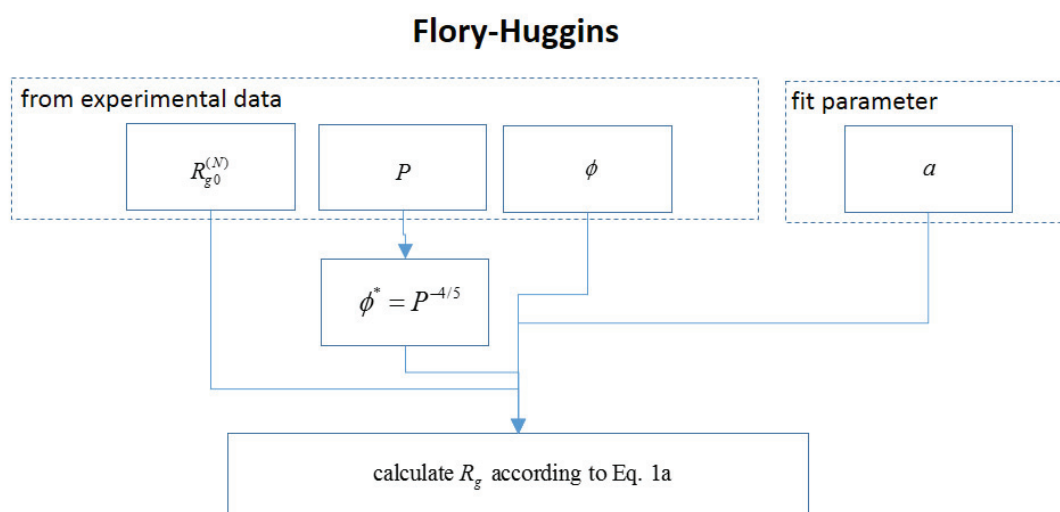 Flory-Huggins
from experimental data
fit parameter
R_{g0}^{(N)}
P
ϕ
a
ϕ^* = P^{-4/5}
calculate R_g according to Eq. 1a